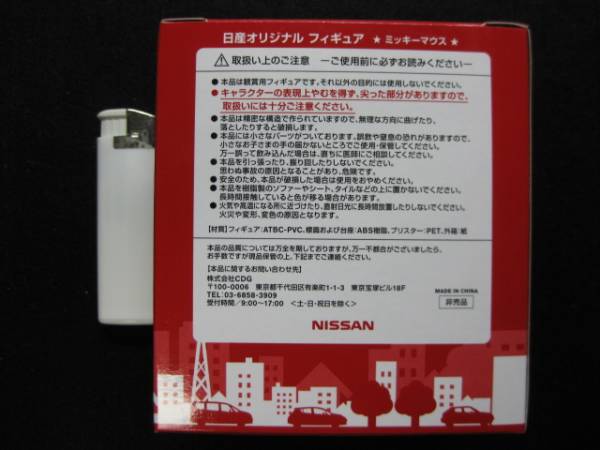 日産オリジナル フィギュア ★ ミッキーマウス ★
⚠ 取扱い上のご注意 ーご使用前に必ずお読みくださいー
●本品は観賞用フィギュアです。それ以外の目的には使用しないでください。
●キャラクターの表現上やむを得ず、尖った部分がありますので、
取扱いには十分ご注意ください。
●本品は精密な構造で作られていますので、無理な方向に曲げたり、
落としたりすると破損します。
●本品には小さなパーツがついております。誤飲や窒息の恐れがありますので、
小さなお子さまの手の届かないところでご使用・保管してください。
万一誤って飲み込んだ場合は、直ちに医師にご相談してください。
●本品を引っ張ったり、振り回したりしないでください。
思わぬ事故の原因となることがあり、危険です。
●安全のため、本品が破損した場合は使用をおやめください。
●本品を樹脂製のソファーやシート、タイルなどの上に置かないでください。
長時間接触していると色が移る場合があります。
●火気や高温になる所に近づけたり、直射日光に長時間放置したりしないでください。
火災や変形、変色の原因となります。
【材質】フィギュア:ATBC-PVC、標識および台座:ABS樹脂、ブリスター:PET、外箱:紙
本品の品質については万全を期しておりますが、万一不都合がございましたら、
お手数ですが現品保管の上、下記までご連絡ください。
【本品に関するお問い合わせ先】
株式会社CDG
〒100-0006 東京都千代田区有楽町1-1-3 東京宝塚ビル18F
TEL:03-6858-3909
受付時間/9:00〜17:00 <土・日・祝日を除く>
MADE IN CHINA
非売品
NISSAN